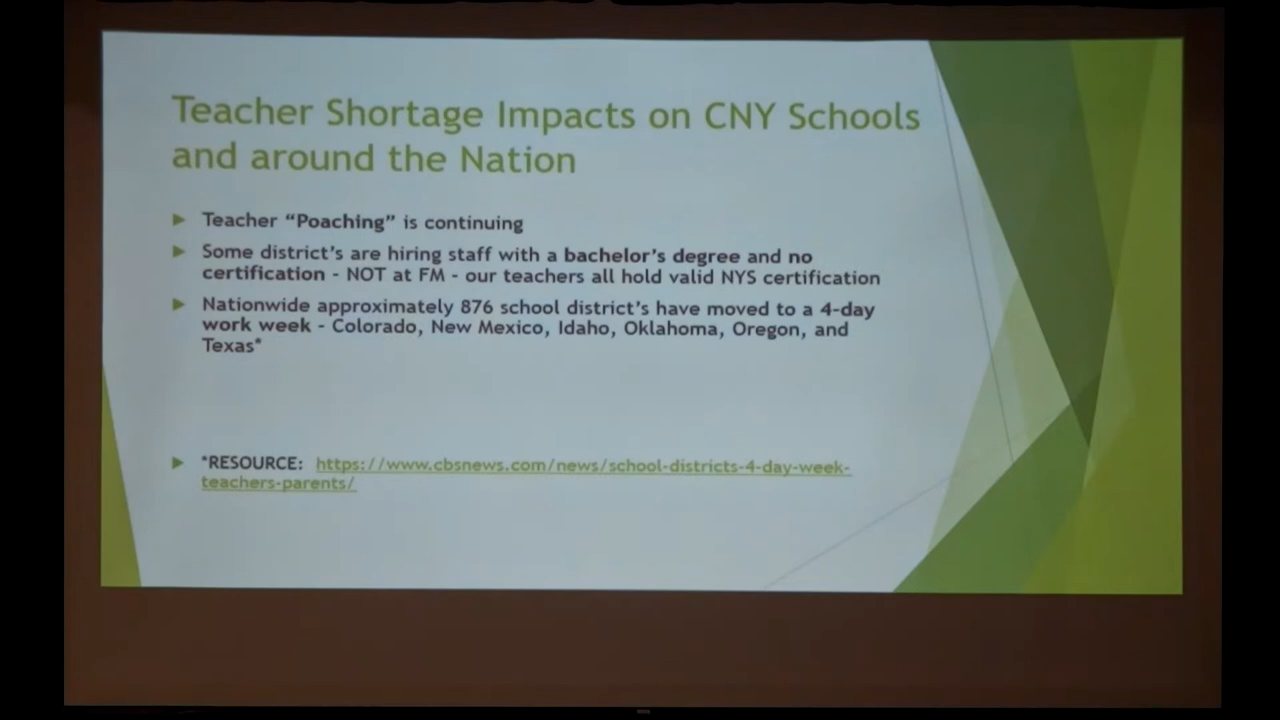 Teacher Shortage Impacts on CNY Schools
and around the Nation
Teacher “Poaching” is continuing
Some district’s are hiring staff with a bachelor’s degree and no
certification - NOT at FM - our teachers all hold valid NYS certification
Nationwide approximately 876 school district’s have moved to a 4-day
work week - Colorado, New Mexico, Idaho, Oklahoma, Oregon, and
Texas*
*RESOURCE: https://www.cbsnews.com/news/school-districts-4-day-week-
teachers-parents/